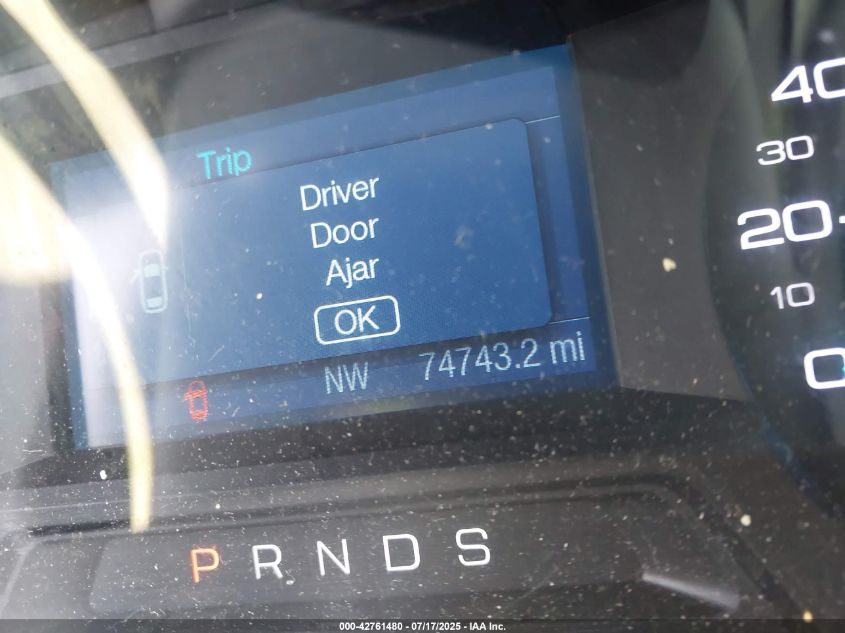 Trip
Driver
Door
Ajar
OK
NW 74743.2 mi
P R N D S
40
30
20
10
0
000-42761480 - 07/17/2025 - IAA Inc.